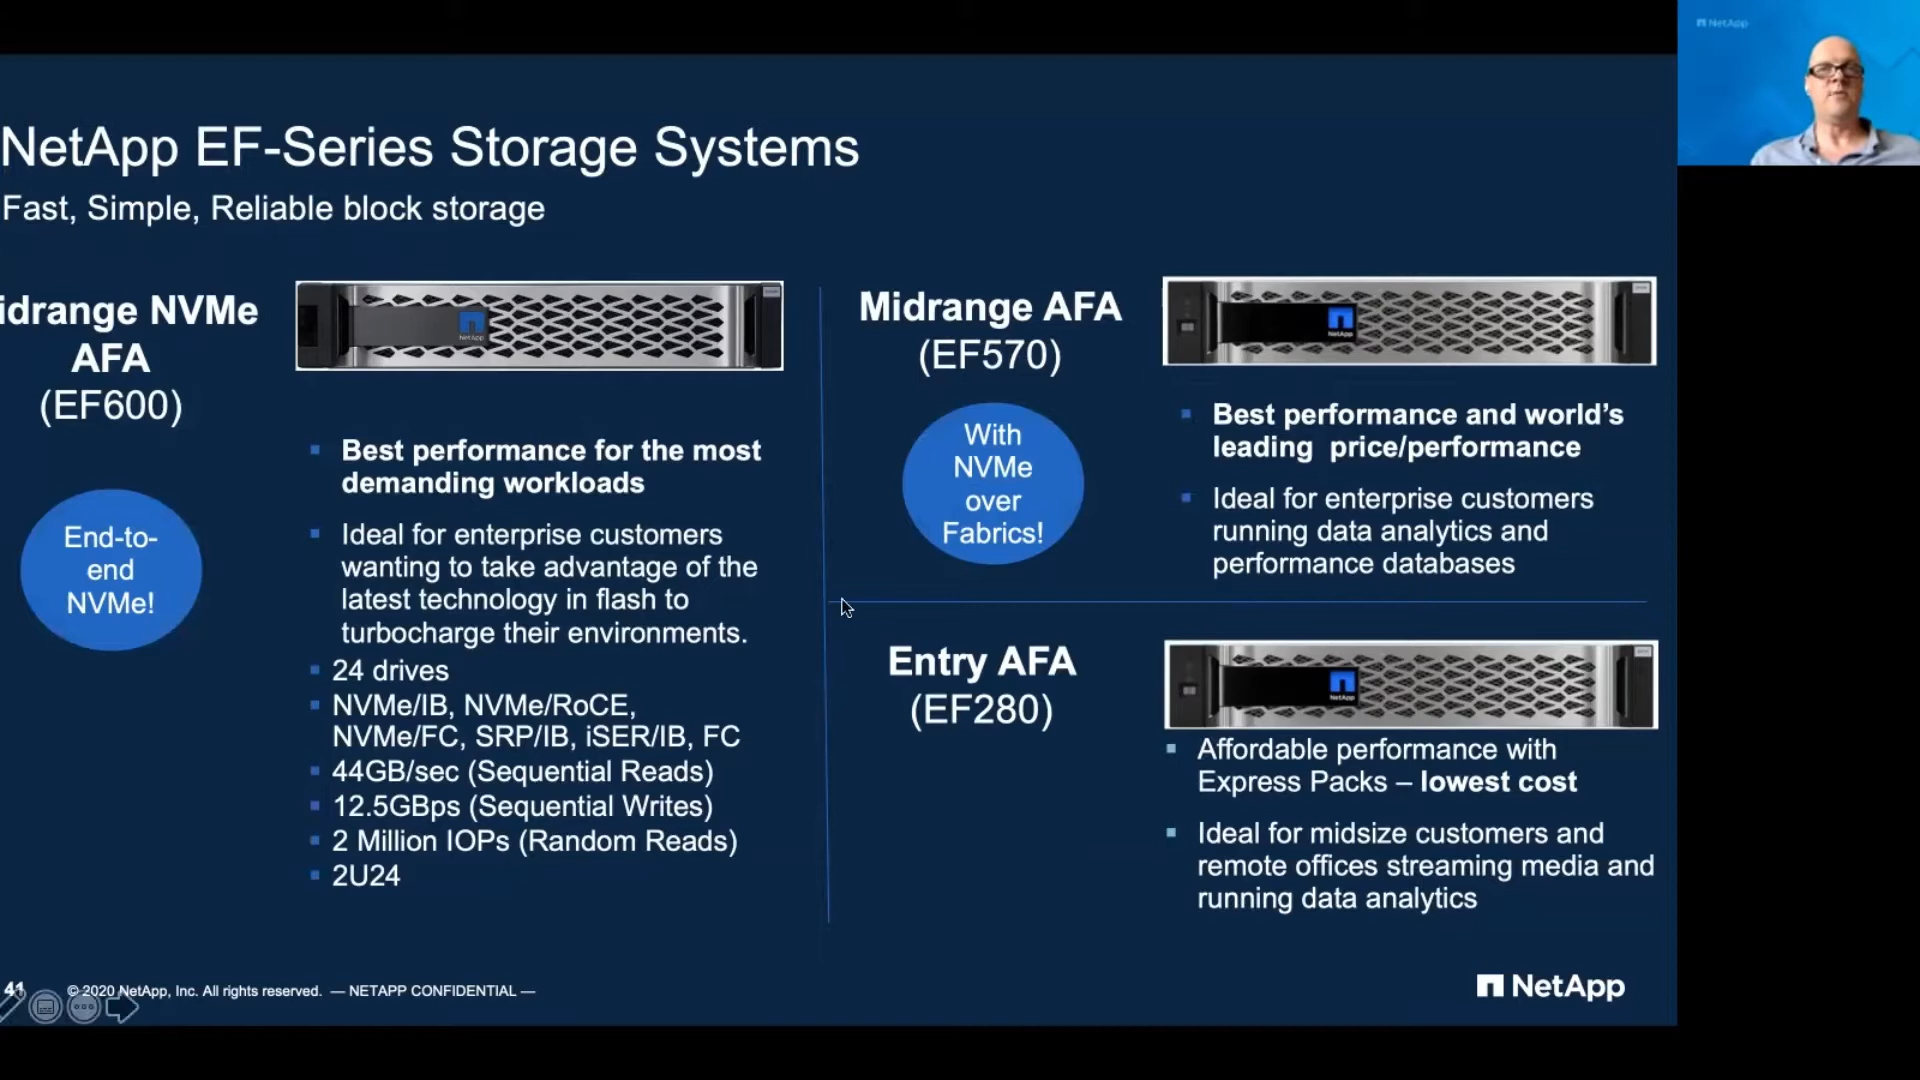 NetApp
NetApp EF-Series Storage Systems
Fast, Simple, Reliable block storage
idrange NVMe
AFA
(EF600)
End-to-
end
NVMe!
NetApp
Best performance for the most
demanding workloads
Ideal for enterprise customers
wanting to take advantage of the
latest technology in flash to
turbocharge their environments.
24 drives
NVMe/IB, NVMe/RoCE,
NVMe/FC, SRP/IB, iSER/IB, FC
44GB/sec (Sequential Reads)
12.5GBps (Sequential Writes)
2 Million IOPs (Random Reads)
2U24
Midrange AFA
(EF570)
With
NVMe
over
Fabrics!
NetApp
Best performance and world’s
leading  price/performance
Ideal for enterprise customers
running data analytics and
performance databases
Entry AFA
(EF280)
NetApp
Affordable performance with
Express Packs – lowest cost
Ideal for midsize customers and
remote offices streaming media and
running data analytics
41
© 2020 NetApp, Inc. All rights reserved. — NETAPP CONFIDENTIAL —
NetApp